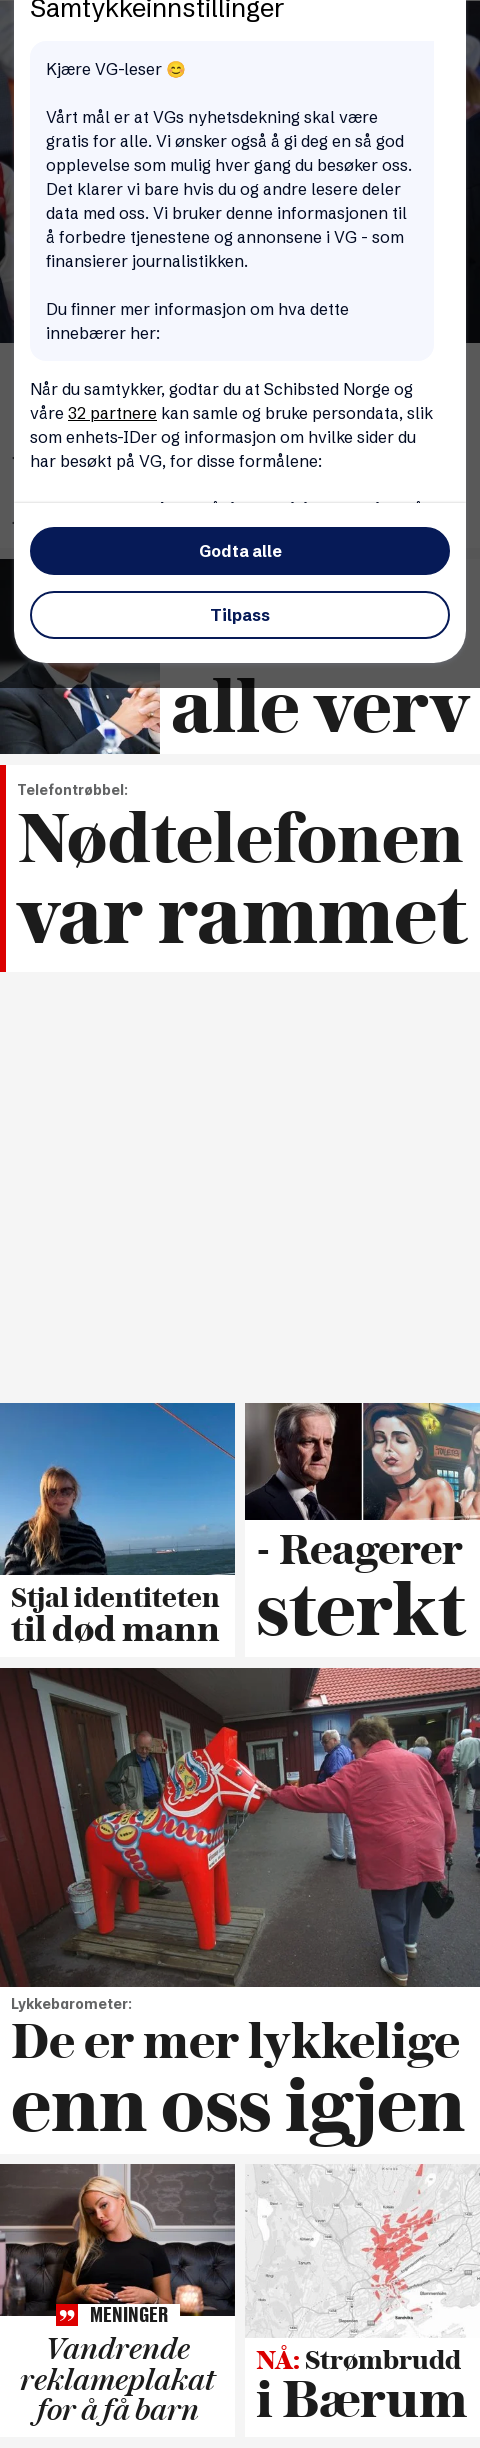 Samtykkeinnstillinger
Kjære VG-leser 😊
Vårt mål er at VGs nyhetsdekning skal være
gratis for alle. Vi ønsker også å gi deg en så god
opplevelse som mulig hver gang du besøker oss.
Det klarer vi bare hvis du og andre lesere deler
data med oss. Vi bruker denne informasjonen til
å forbedre tjenestene og annonsene i VG - som
finansierer journalistikken.
Du finner mer informasjon om hva dette
innebærer her:
Når du samtykker, godtar du at Schibsted Norge og
våre 32 partnere kan samle og bruke persondata, slik
som enhets-IDer og informasjon om hvilke sider du
har besøkt på VG, for disse formålene:
Godta alle
Tilpass
alle verv
Telefontrøbbel:
Nødtelefonen
var rammet
Stjal identiteten
til død mann
- Reagerer
sterkt
Lykkebarometer:
De er mer lykkelige
enn oss igjen
MENINGER
Vandrende
reklameplakat
for å få barn
NÅ: Strømbrudd
i Bærum